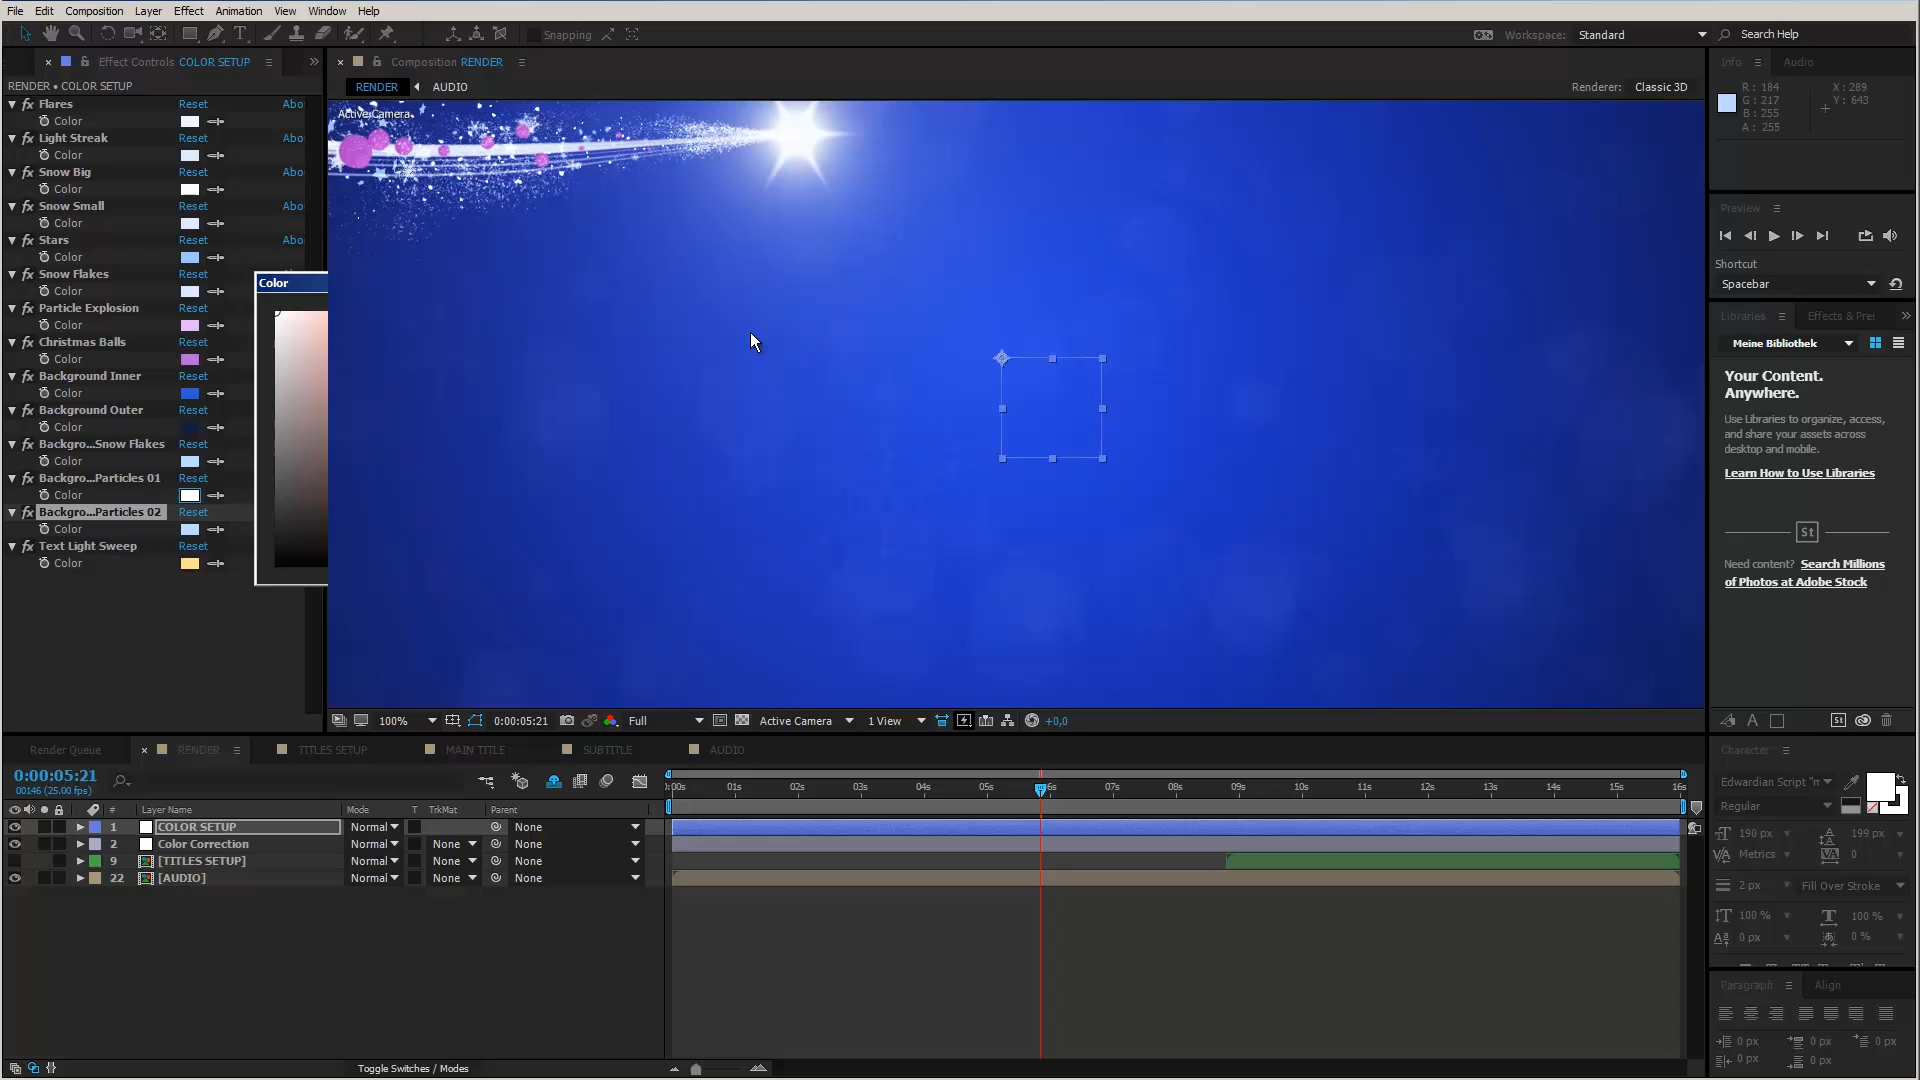 File Edit Composition Layer Effect Animation View Window Help
Snapping
Workspace: Standard
Search Help
Effect Controls COLOR SETUP
Composition RENDER
Info Audio
RENDER • COLOR SETUP
RENDER AUDIO
Renderer: Classic 3D
Active Camera
R: 184 X: 289
G: 217 Y: 643
B: 255
A: 255
Flares Reset Abo
Color
Light Streak Reset Abo
Color
Snow Big Reset Abo
Color
Snow Small Reset Abo
Color
Stars Reset Abo
Color
Snow Flakes Reset Abo
Color
Particle Explosion Reset Abo
Color
Christmas Balls Reset Abo
Color
Background Inner Reset Abo
Color
Background Outer Reset Abo
Color
Backgro...Snow Flakes Reset
Color
Backgro...Particles 01 Reset
Color
Backgro...Particles 02 Reset
Color
Text Light Sweep Reset
Color
Color
Preview
Shortcut
Spacebar
Libraries Effects & Pre:
Meine Bibliothek
Your Content.
Anywhere.
Use Libraries to organize, access,
and share your assets across
desktop and mobile.
Learn How to Use Libraries
St
Need content? Search Millions
of Photos at Adobe Stock
100% 0:00:05:21 Full Active Camera 1 View +0,0
St
Render Queue RENDER TITLES SETUP MAIN TITLE SUBTITLE AUDIO
0:00:05:21
00146 (25.00 fps)
:00s 01s 02s 03s 04s 05s 06s 07s 08s 09s 10s 11s 12s 13s 14s 15s 16s
# Layer Name Mode T TrkMat Parent
1 COLOR SETUP Normal None
2 Color Correction Normal None None
9 [TITLES SETUP] Normal None None
22 [AUDIO] Normal None None
Toggle Switches / Modes
Character
Edwardian Script "m
Regular
190 px 199 px
Metrics 0
2 px Fill Over Stroke
100 % 100 %
0 px 0 %
Paragraph Align
0 px 0 px 0 px
0 px 0 px